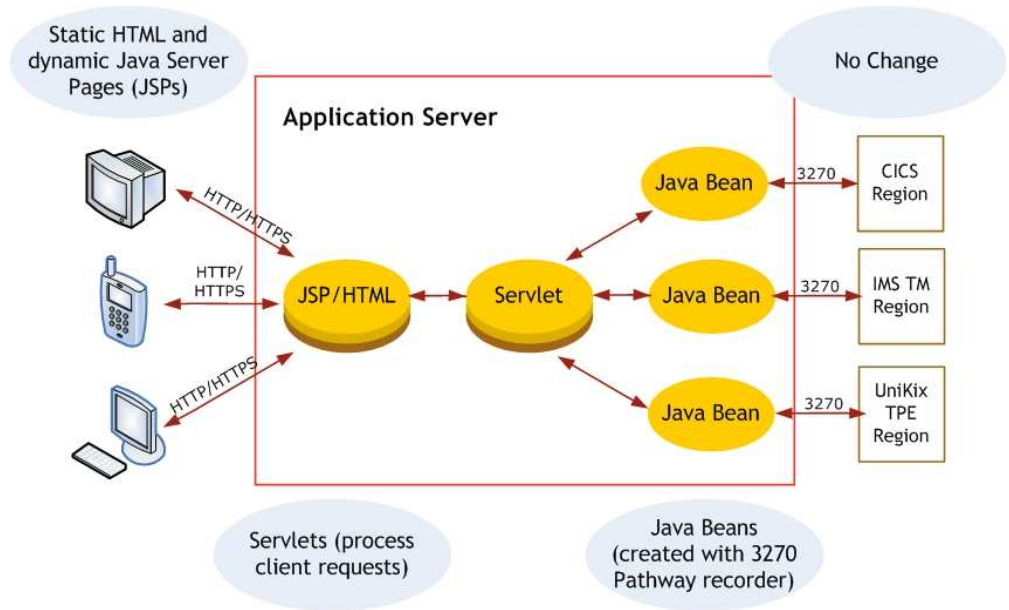 Static HTML and
dynamic Java Server
Pages (JSPs)
No Change
Application Server
HTTP/HTTPS
HTTP/
HTTPS
HTTP/HTTPS
JSP/HTML
Servlet
Java Bean
Java Bean
Java Bean
3270
3270
3270
CICS
Region
IMS TM
Region
UniKix
TPE
Region
Servlets (process
client requests)
Java Beans
(created with 3270
Pathway recorder)